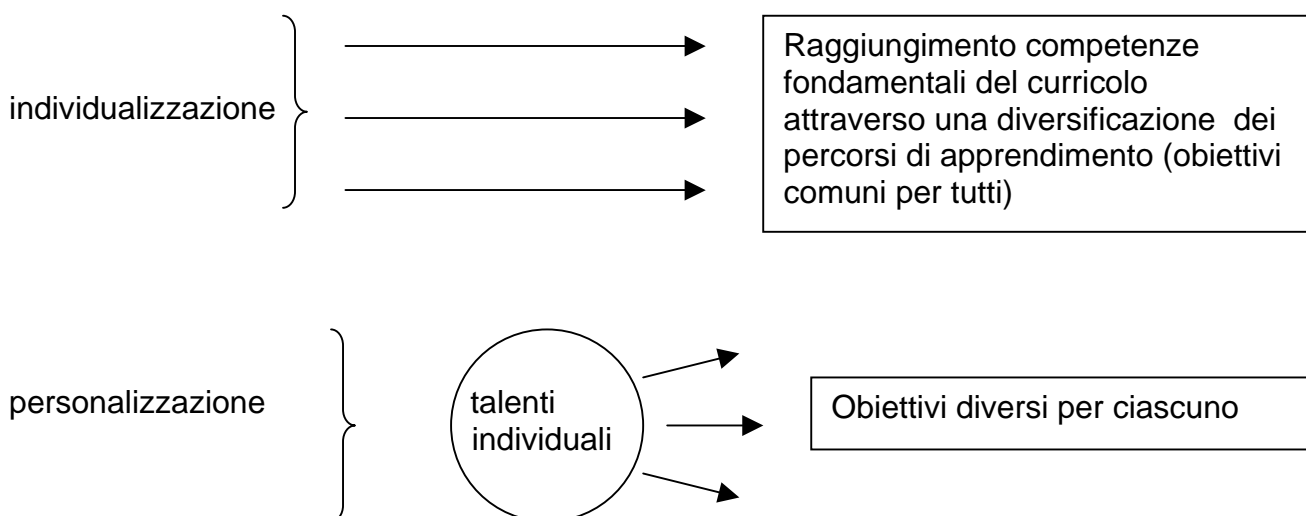 individualizzazione
Raggiungimento competenze
fondamentali del curricolo
attraverso una diversificazione dei
percorsi di apprendimento (obiettivi
comuni per tutti)
personalizzazione
talenti
individuali
Obiettivi diversi per ciascuno